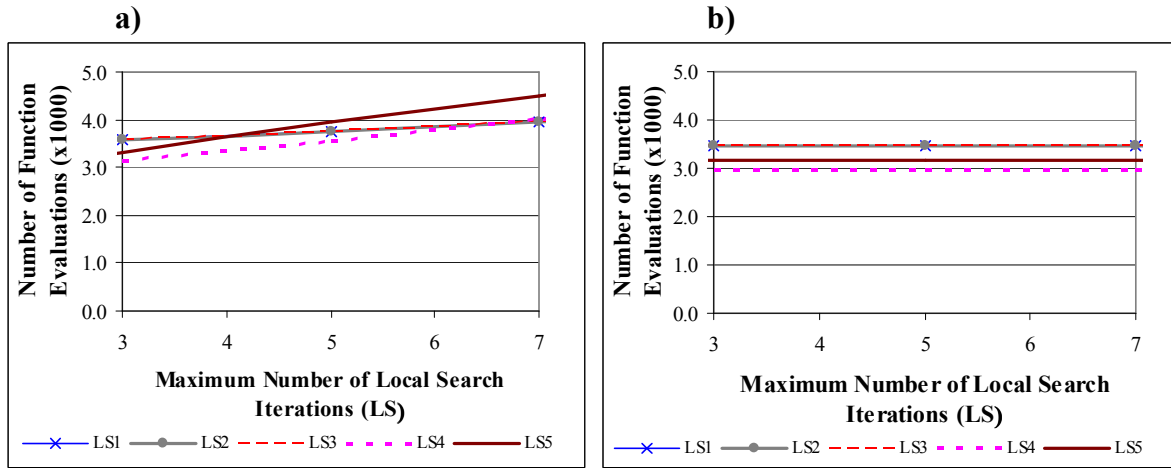 a)
Number of Function
Evaluations (x1000)
5.0
4.0
3.0
2.0
1.0
0.0
3 4 5 6 7
Maximum Number of Local Search
Iterations (LS)
LS1 LS2 LS3 LS4 LS5
b)
Number of Function
Evaluations (x1000)
5.0
4.0
3.0
2.0
1.0
0.0
3 4 5 6 7
Maximum Number of Local Search
Iterations (LS)
LS1 LS2 LS3 LS4 LS5